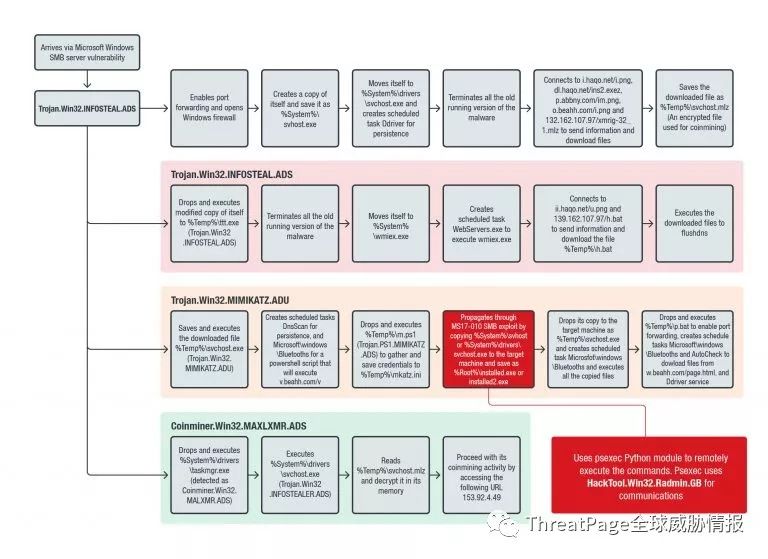 Arrives via Microsoft Windows
SMB server vulnerability
Trojan.Win32.INFOSTEAL.ADS
Enables port
forwarding and opens
Windows firewall
Creates a copy of
itself and save it as
%System%\
svhost.exe
Moves itself to
%System%\drivers
\svchost.exe and
creates scheduled
task Ddriver for
persistence
Terminates all the old
running version of the
malware
Connects to i.haqo.net/i.png,
dl.haqo.net/ins2.exez,
p.abbny.com/im.png,
o.beahh.com/i.png and
132.162.107.97/xmrig-32_
1.mlz to send information and
download files
Saves the
downloaded file as
%Temp%\svchost.mlz
(An encrypted file
used for coinmining)
Trojan.Win32.INFOSTEAL.ADS
Drops and executes
modified copy of itself
to %Temp%\ttt.exe
(Trojan.Win32
.INFOSTEAL.ADS)
Terminates all the old
running version of the
malware
Moves itself to
%System%
\wmiex.exe
Creates
scheduled task
WebServers.exe to
execute wmiex.exe
Connects to
ii.haqo.net/u.png and
139.162.107.97/h.bat
to send information and
download the file
%Temp%\h.bat
Executes the
downloaded files to
flushdns
Trojan.Win32.MIMIKATZ.ADU
Saves and executes
the downloaded file
%Temp%\svchost.exe
(Trojan.Win32.
MIMIKATZ.ADU)
Creates scheduled tasks
DnsScan for
persistence, and
Microsoft\windows
\Bluetooths for a
powershell script that
will execute
v.beahh.com/v
Drops and executes
%Temp%\m.ps1
(Trojan.PS1.MIMIKATZ
.ADS) to gather and
save credentials to
%Temp%\mkatz.ini
Propagates through
MS17-010 SMB exploit by
copying %System%\svhost
or %System%\drivers\
svchost.exe to the target
machine and save as
%Root%\installed.exe or
installed2.exe
Drops its copy to the
target machine as
%Temp%\svchost.exe
and creates scheduled
task Microsfot\windows
\Bluetooths and executes
all the copied files
Drops and executes
%Temp%\p.bat to enable port
forwarding, creates schedule
tasks Microsoft\windows
\Bluetooths and AutoCheck to
dowload files from
w.beahh.com/page.html, and
Ddriver service
Coinminer.Win32.MAXLXMR.ADS
Drops and executes
%System%\drivers
\taskmgr.exe
(detected as
Coinminer.Win32.
MALXMR.ADS)
Executes
%System%\drivers
\svchost.exe
(Trojan.Win32
.INFOSTEALER.ADS)
Reads
%Temp%\svchost.mlz
and decrypt it in its
memory
Proceed with its
coinmining activity by
accessing the
following URL
153.92.4.49
Uses psexec Python module to remotely
execute the commands. Psexec uses
HackTool.Win32.Radmin.GB for
communications
ThreatPage全球威胁情报